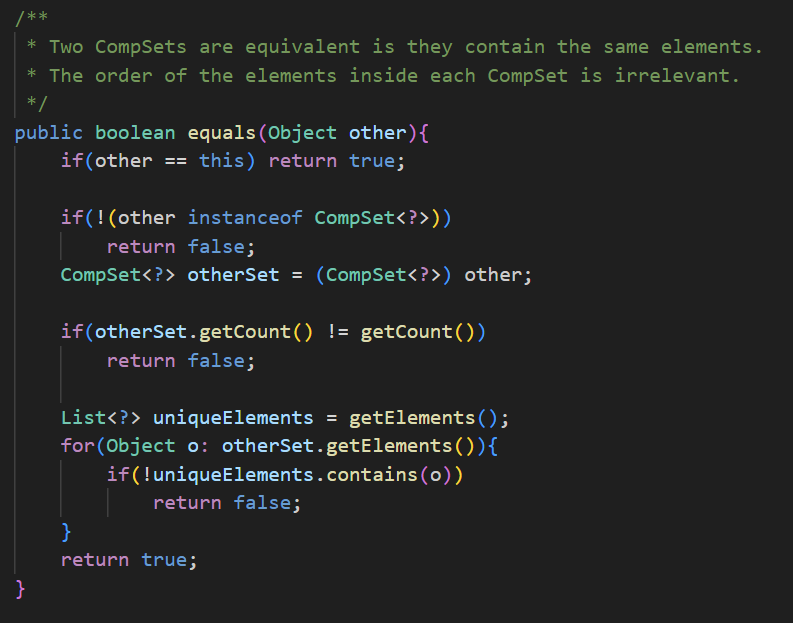 /**
 * Two CompSets are equivalent is they contain the same elements.
 * The order of the elements inside each CompSet is irrelevant.
 */
public boolean equals(Object other){
    if(other == this) return true;

    if(!(other instanceof CompSet<?>))
        return false;
    CompSet<?> otherSet = (CompSet<?>) other;

    if(otherSet.getCount() != getCount())
        return false;

    List<?> uniqueElements = getElements();
    for(Object o: otherSet.getElements()){
        if(!uniqueElements.contains(o))
            return false;
    }
    return true;
}